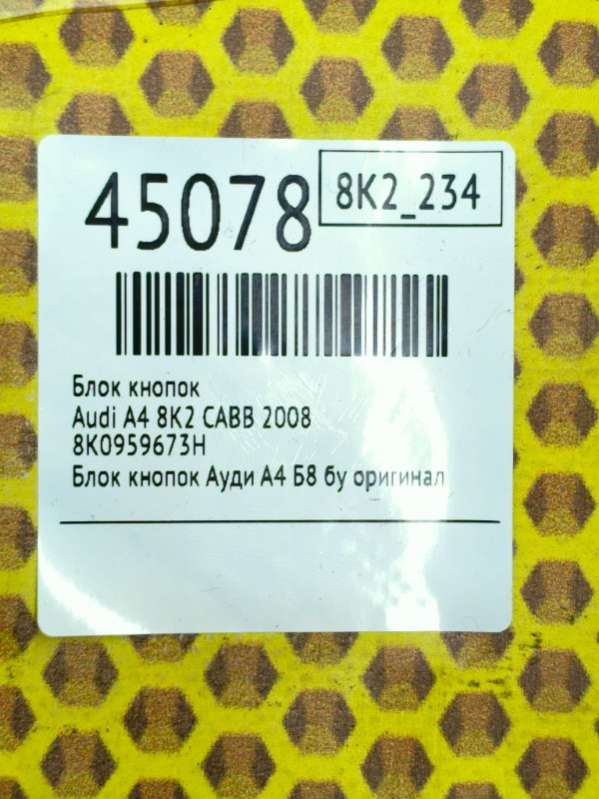 45078
8K2_234
Блок кнопок
Audi A4 8K2 CABB 2008
8K0959673H
Блок кнопок Ауди А4 Б8 бу оригинал